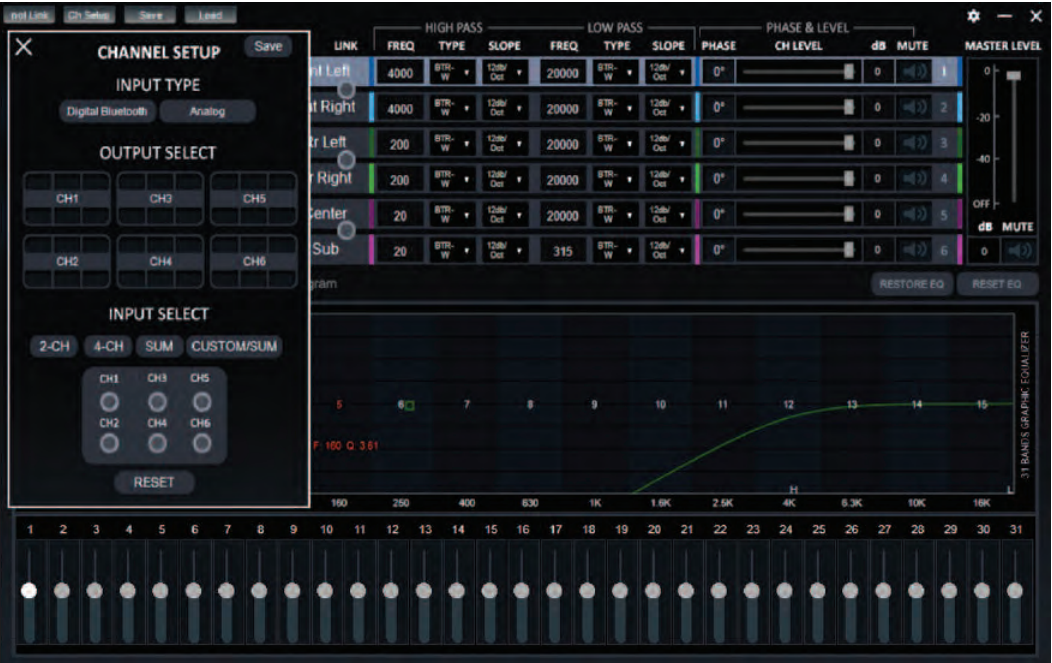 not Link Ch Setup Save Load
CHANNEL SETUP Save
INPUT TYPE
Digital Bluetooth Analog
OUTPUT SELECT
CH1 CH3 CH5
CH2 CH4 CH6
INPUT SELECT
2-CH 4-CH SUM CUSTOM/SUM
CH1 CH3 CH5
CH2 CH4 CH6
RESET
HIGH PASS LOW PASS PHASE & LEVEL
LINK FREQ TYPE SLOPE FREQ TYPE SLOPE PHASE CH LEVEL dB MUTE MASTER LEVEL
nt Left 4000 BTR-W 12db/Oct 20000 BTR-W 12db/Oct 0° 0 1
nt Right 4000 BTR-W 12db/Oct 20000 BTR-W 12db/Oct 0° 0 2
r Left 200 BTR-W 12db/Oct 20000 BTR-W 12db/Oct 0° 0 3
r Right 200 BTR-W 12db/Oct 20000 BTR-W 12db/Oct 0° 0 4
Center 20 BTR-W 12db/Oct 20000 BTR-W 12db/Oct 0° 0 5
Sub 20 BTR-W 12db/Oct 315 BTR-W 12db/Oct 0° 0 6
0
-20
-40
OFF
dB MUTE
0
gram RESTORE EQ RESET EQ
5 6 7 8 9 10 11 12 13 14 15
F: 160 Q: 3.61
H L
160 250 400 630 1K 1.6K 2.5K 4K 6.3K 10K 16K
31 BANDS GRAPHIC EQUALIZER
1 2 3 4 5 6 7 8 9 10 11 12 13 14 15 16 17 18 19 20 21 22 23 24 25 26 27 28 29 30 31